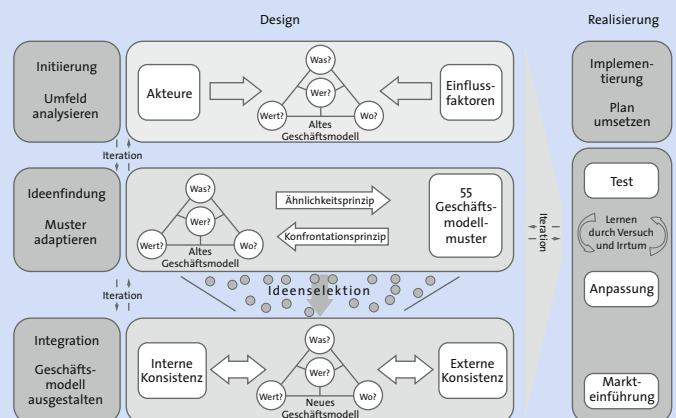 Design
Realisierung
Initiierung
Umfeld
analysieren
Akteure
Was?
Wer?
Wert?
Wo?
Altes
Geschäftsmodell
Einfluss-
faktoren
Implemen-
tierung
Plan
umsetzen
Iteration
Ideenfindung
Muster
adaptieren
Was?
Wer?
Wert?
Wo?
Altes
Geschäftsmodell
Ähnlichkeitsprinzip
Konfrontationsprinzip
55
Geschäfts-
modell-
muster
Iteration
Test
Lernen
durch Versuch
und Irrtum
Anpassung
Iteration
Ideenselektion
Integration
Geschäfts-
modell
ausgestalten
Interne
Konsistenz
Was?
Wer?
Wert?
Wo?
Neues
Geschäftsmodell
Externe
Konsistenz
Markt-
einführung